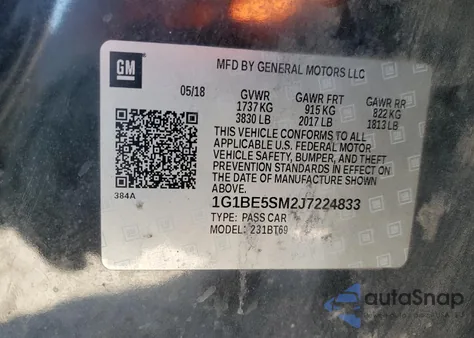 GM
MFD BY GENERAL MOTORS LLC
05/18
GVWR GAWR FRT GAWR RR
1737 KG 915 KG 822 KG
3830 LB 2017 LB 1813 LB
THIS VEHICLE CONFORMS TO ALL
APPLICABLE U.S. FEDERAL MOTOR
VEHICLE SAFETY, BUMPER, AND THEFT
PREVENTION STANDARDS IN EFFECT ON
THE DATE OF MANUFACTURE SHOWN
ABOVE.
384A
1G1BE5SM2J7224833
TYPE: PASS CAR
MODEL: 231BT69
autoSnap